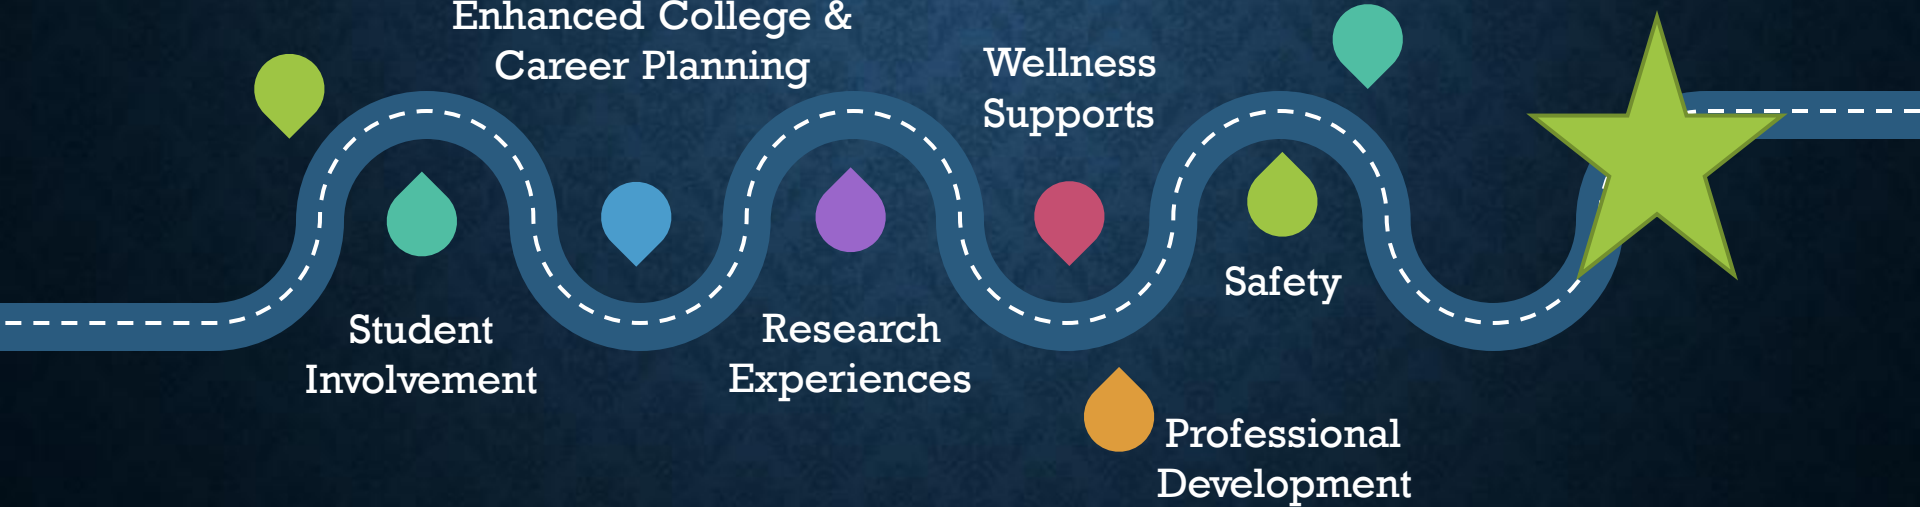 Enhanced College &
Career Planning
Wellness
Supports
Safety
Student
Involvement
Research
Experiences
Professional
Development